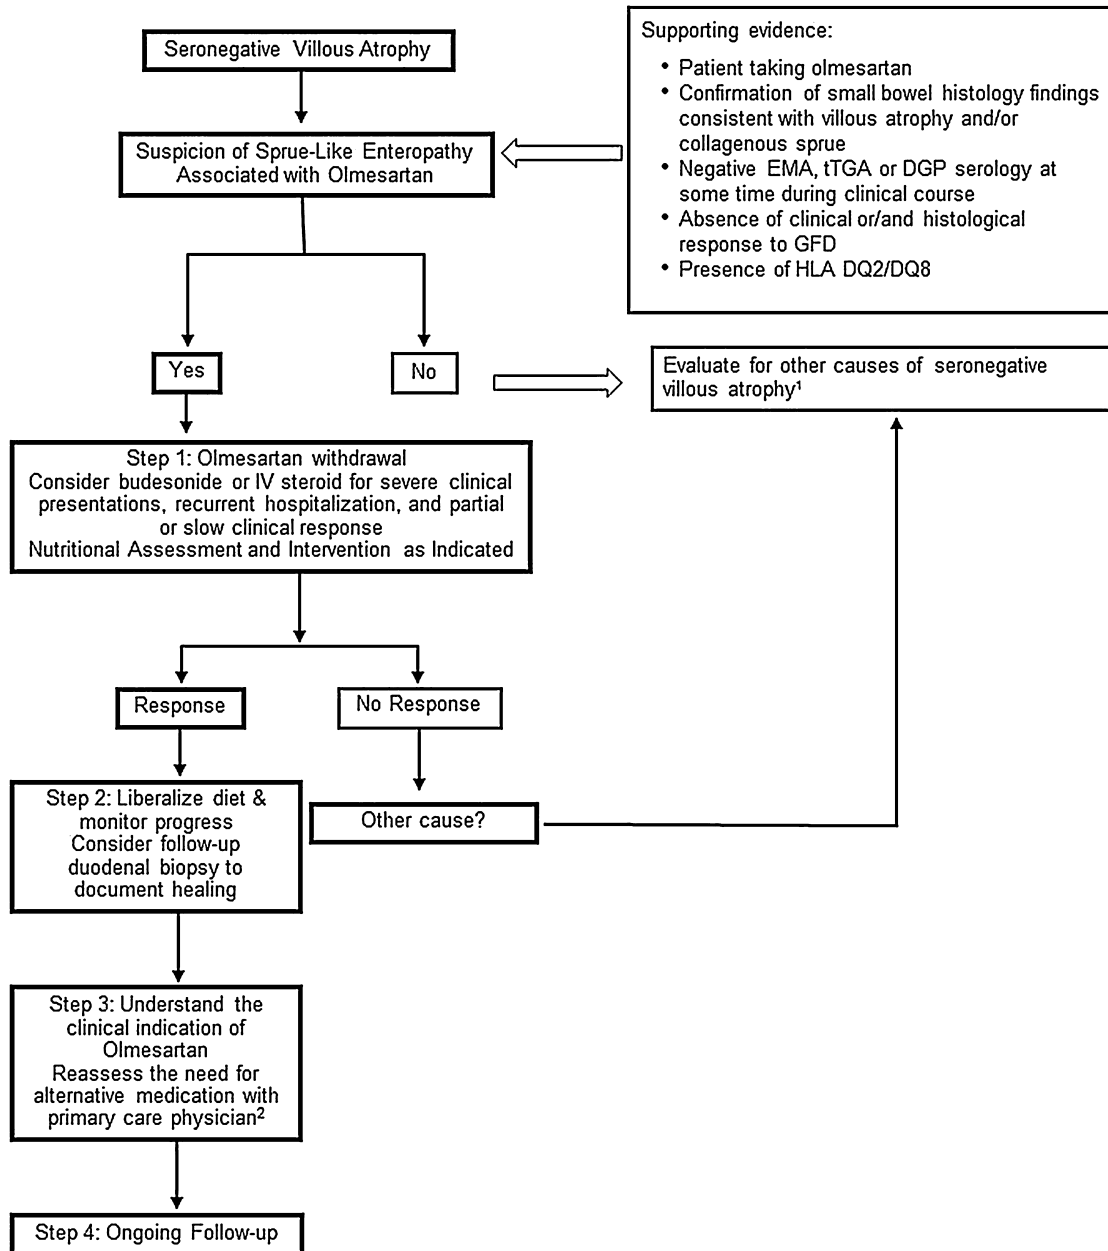 Seronegative Villous Atrophy
Supporting evidence:
• Patient taking olmesartan
• Confirmation of small bowel histology findings
consistent with villous atrophy and/or
collagenous sprue
• Negative EMA, tTGA or DGP serology at
some time during clinical course
• Absence of clinical or/and histological
response to GFD
• Presence of HLA DQ2/DQ8
Suspicion of Sprue-Like Enteropathy
Associated with Olmesartan
Yes
No
Evaluate for other causes of seronegative
villous atrophy¹
Step 1: Olmesartan withdrawal
Consider budesonide or IV steroid for severe clinical
presentations, recurrent hospitalization, and partial
or slow clinical response
Nutritional Assessment and Intervention as Indicated
Response
No Response
Step 2: Liberalize diet &
monitor progress
Consider follow-up
duodenal biopsy to
document healing
Other cause?
Step 3: Understand the
clinical indication of
Olmesartan
Reassess the need for
alternative medication with
primary care physician²
Step 4: Ongoing Follow-up